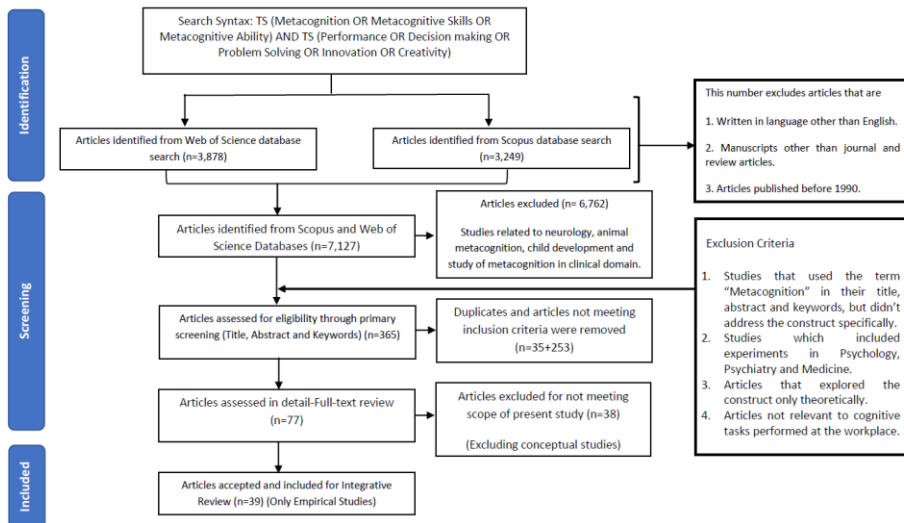 Identification
Search Syntax: TS (Metacognition OR Metacognitive Skills OR
Metacognitive Ability) AND TS (Performance OR Decision making OR
Problem Solving OR Innovation OR Creativity)
Articles identified from Web of Science database
search (n=3,878)
Articles identified from Scopus database search
(n=3,249)
This number excludes articles that are
1. Written in language other than English.
2. Manuscripts other than journal and
review articles.
3. Articles published before 1990.
Screening
Articles identified from Scopus and Web of
Science Databases (n=7,127)
Articles excluded (n= 6,762)
Studies related to neurology, animal
metacognition, child development and
study of metacognition in clinical domain.
Exclusion Criteria
1. Studies that used the term
"Metacognition" in their title,
abstract and keywords, but didn't
address the construct specifically.
2. Studies which included
experiments in Psychology,
Psychiatry and Medicine.
3. Articles that explored the
construct only theoretically.
4. Articles not relevant to cognitive
tasks performed at the workplace.
Articles assessed for eligibility through primary
screening (Title, Abstract and Keywords) (n=365)
Duplicates and articles not meeting
inclusion criteria were removed
(n=35+253)
Articles assessed in detail-Full-text review
(n=77)
Articles excluded for not meeting
scope of present study (n=38)
(Excluding conceptual studies)
Included
Articles accepted and included for Integrative
Review (n=39) (Only Empirical Studies)